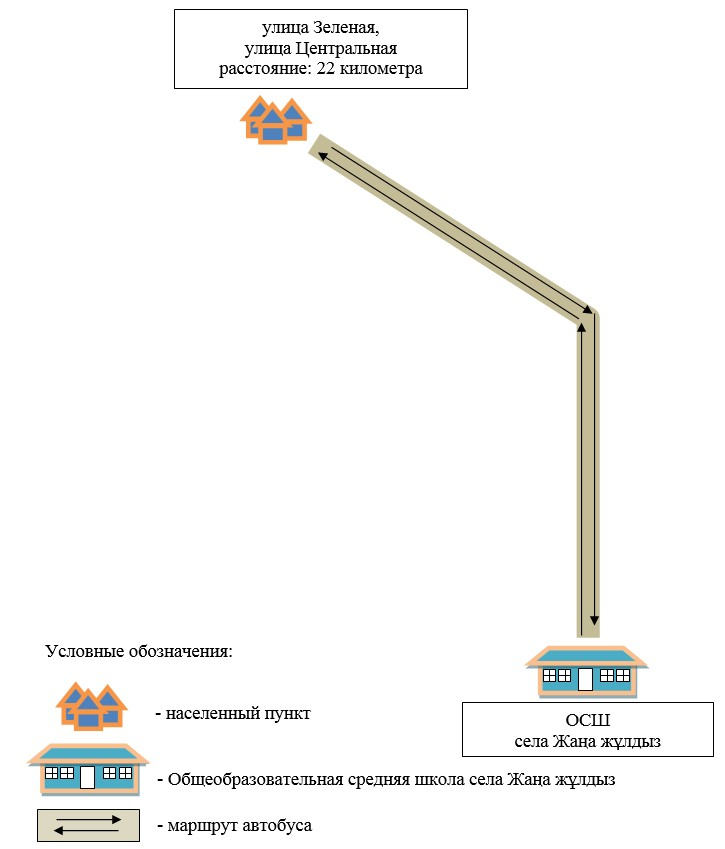 улица Зеленая,
улица Центральная
расстояние: 22 километра
ОСШ
села Жаңа жұлдыз
Условные обозначения:
- населенный пункт
- Общеобразовательная средняя школа села Жаңа жұлдыз
- маршрут автобуса